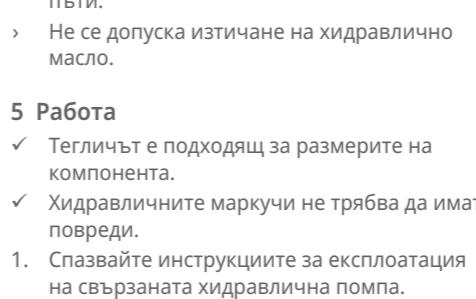 пъти.
› Не се допуска изтичане на хидравлично
масло.
5 Работа
✓ Тегличът е подходящ за размерите на
компонента.
✓ Хидравличните маркучи не трябва да имат
повреди.
1. Спазвайте инструкциите за експлоатация
на свързаната хидравлична помпа.